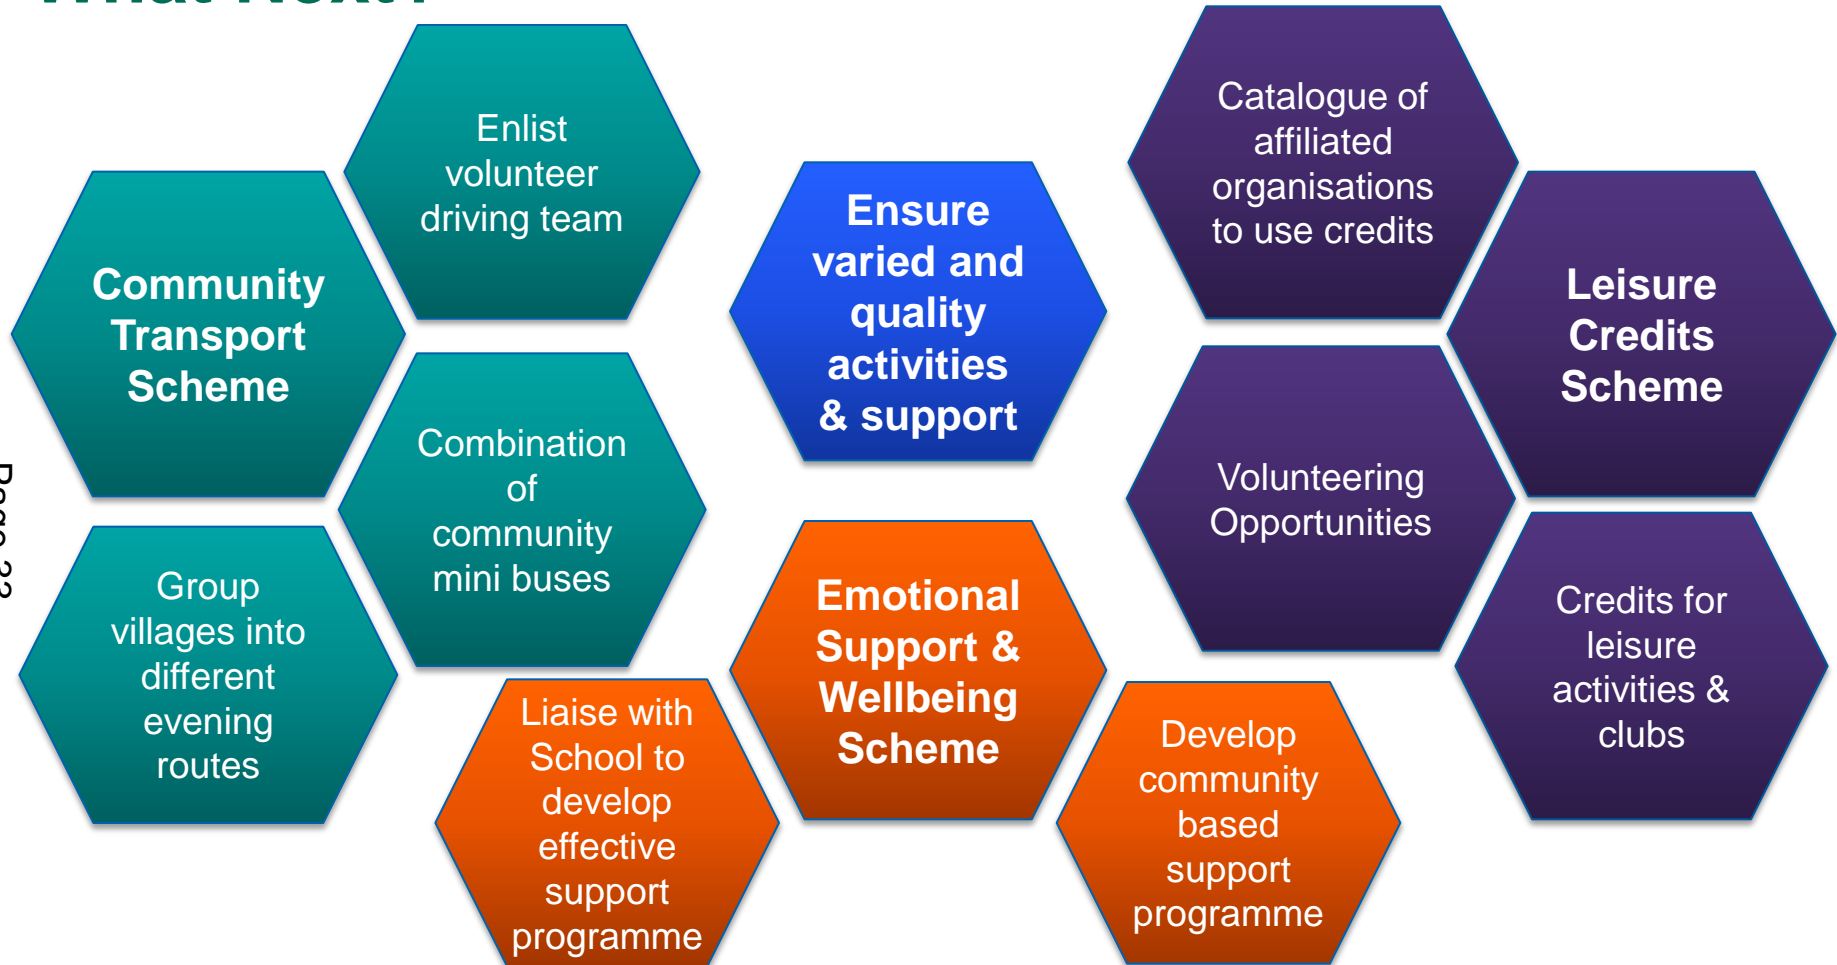 What Next?
Enlist
volunteer
driving team
Community
Transport
Scheme
Combination
of
community
mini buses
Group
villages into
different
evening
routes
Ensure
varied and
quality
activities
& support
Emotional
Support &
Wellbeing
Scheme
Liaise with
School to
develop
effective
support
programme
Develop
community
based
support
programme
Catalogue of
affiliated
organisations
to use credits
Leisure
Credits
Scheme
Volunteering
Opportunities
Credits for
leisure
activities &
clubs
Page